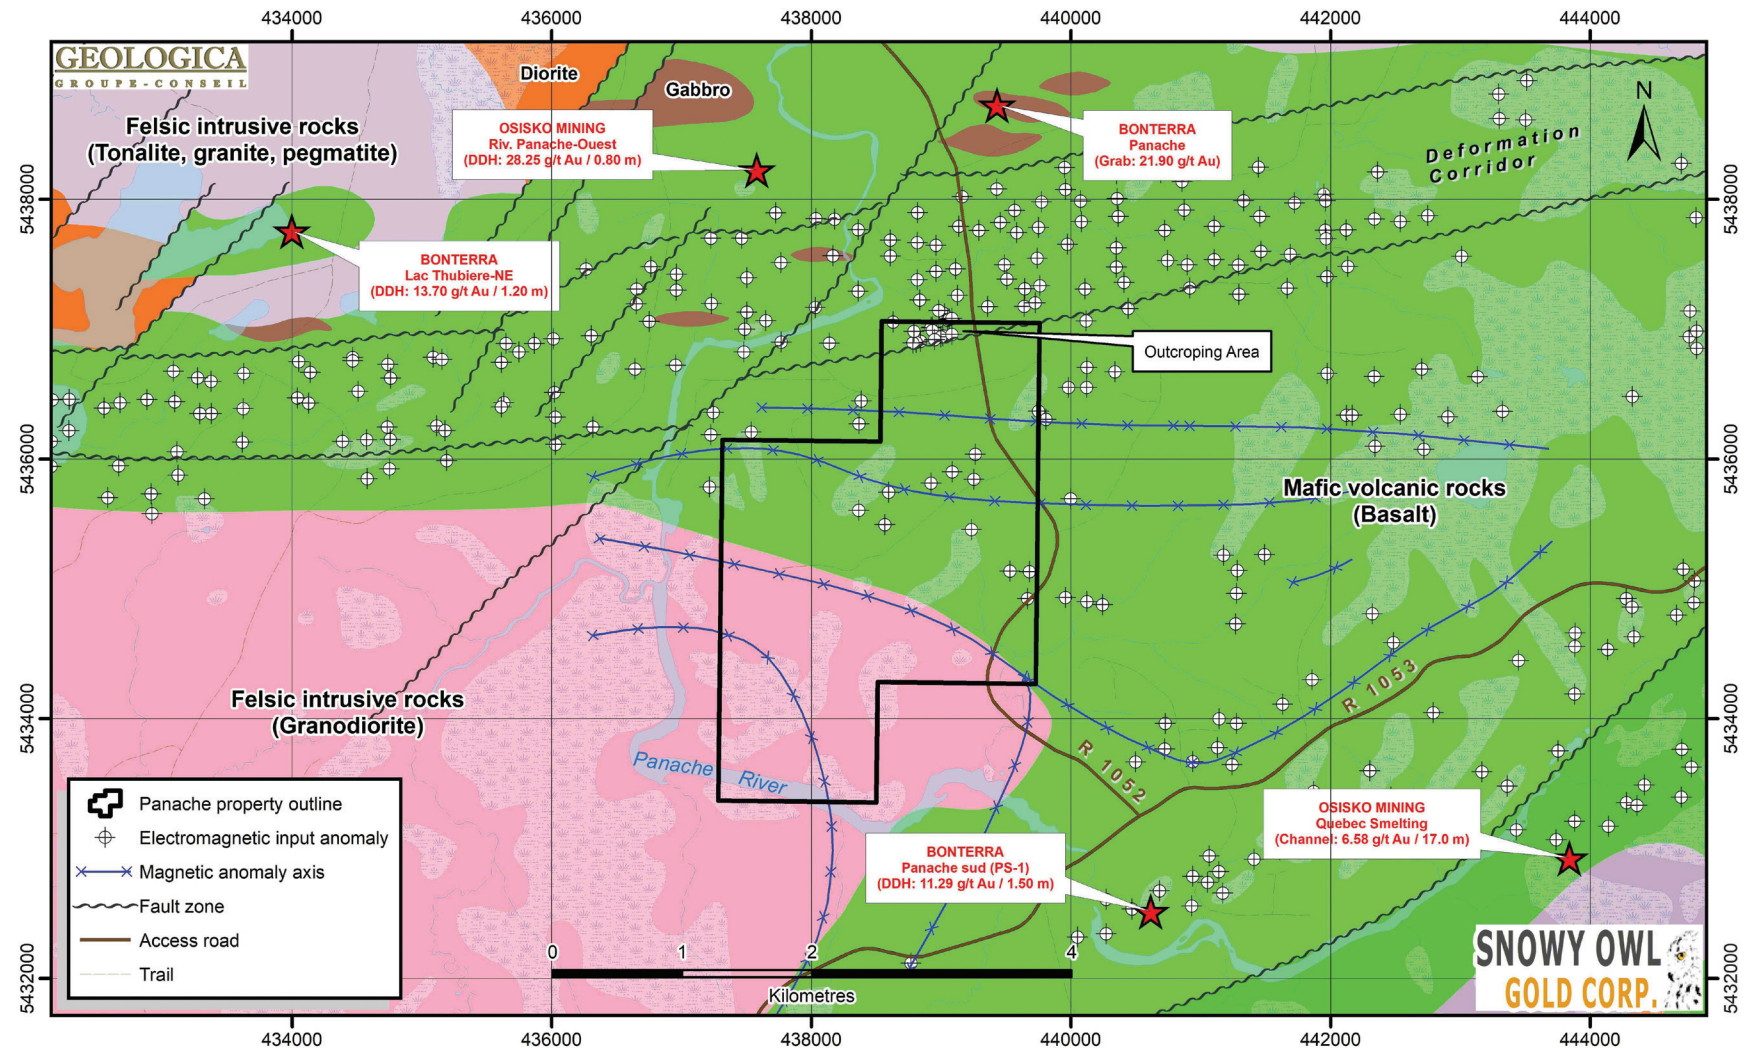 434000 436000 438000 440000 442000 444000
GEOLOGICA
GROUPE-CONSEIL
Diorite
Gabbro
Felsic intrusive rocks
(Tonalite, granite, pegmatite)
OSISKO MINING
Riv. Panache-Ouest
(DDH: 28.25 g/t Au / 0.80 m)
BONTERRA
Panache
(Grab: 21.90 g/t Au)
N
Deformation
Corridor
5438000
5438000
BONTERRA
Lac Thubiere-NE
(DDH: 13.70 g/t Au / 1.20 m)
Outcroping Area
5436000
5436000
Mafic volcanic rocks
(Basalt)
Felsic intrusive rocks
(Granodiorite)
5434000
5434000
R 1053
R 1052
Panache River
Panache property outline
Electromagnetic input anomaly
Magnetic anomaly axis
Fault zone
Access road
Trail
OSISKO MINING
Quebec Smelting
(Channel: 6.58 g/t Au / 17.0 m)
BONTERRA
Panache sud (PS-1)
(DDH: 11.29 g/t Au / 1.50 m)
0 1 2 4
Kilometres
SNOWY OWL
GOLD CORP.
5432000
5432000
434000 436000 438000 440000 442000 444000